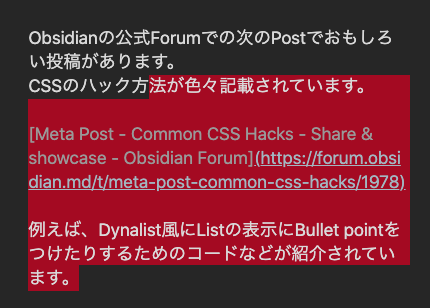 Obsidianの公式Forumでの次のPostでおもしろ
い投稿があります。
CSSのハック方法が色々記載されています。
[Meta Post - Common CSS Hacks - Share &
showcase - Obsidian Forum](https://forum.obsi
dian.md/t/meta-post-common-css-hacks/1978)
例えば、Dynalist風にListの表示にBullet pointを
つけたりするためのコードなどが紹介されてい
ます。